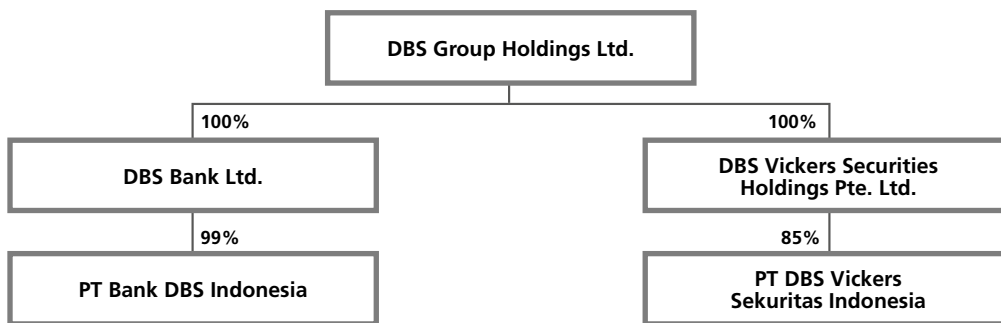 DBS Group Holdings Ltd.
100%
100%
DBS Bank Ltd.
DBS Vickers Securities
Holdings Pte. Ltd.
99%
85%
PT Bank DBS Indonesia
PT DBS Vickers
Sekuritas Indonesia